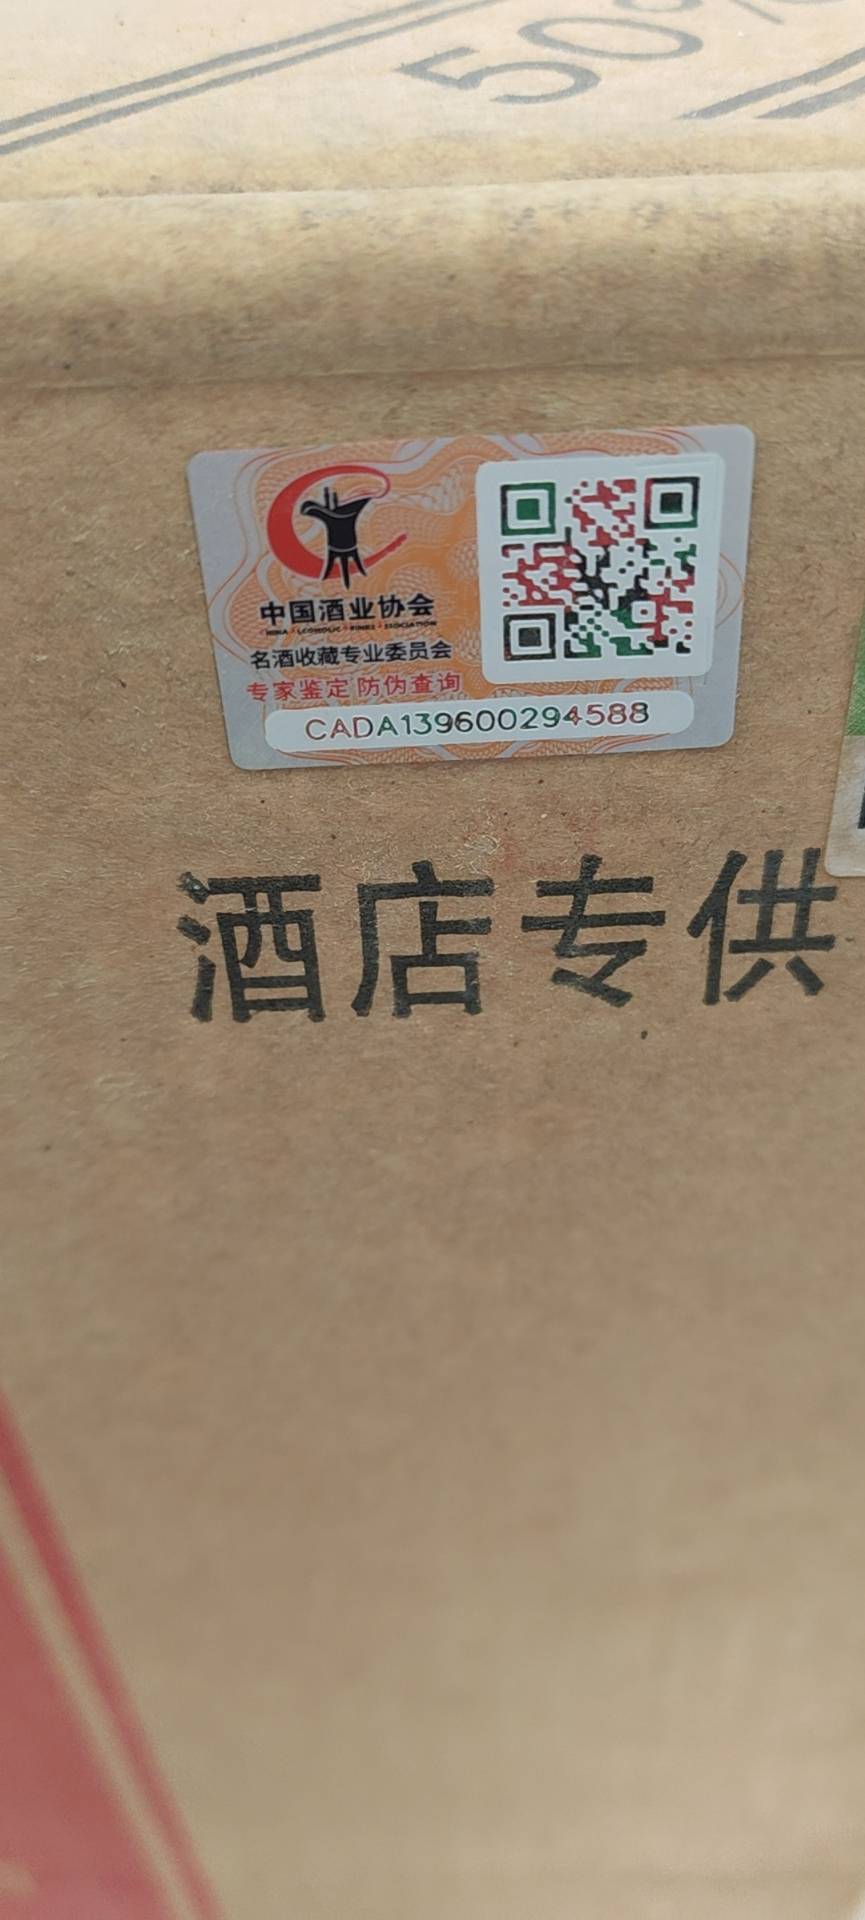 50%
中国酒业协会
名酒收藏专业委员会
专家鉴定 防伪查询
CADA139600294588
酒店专供